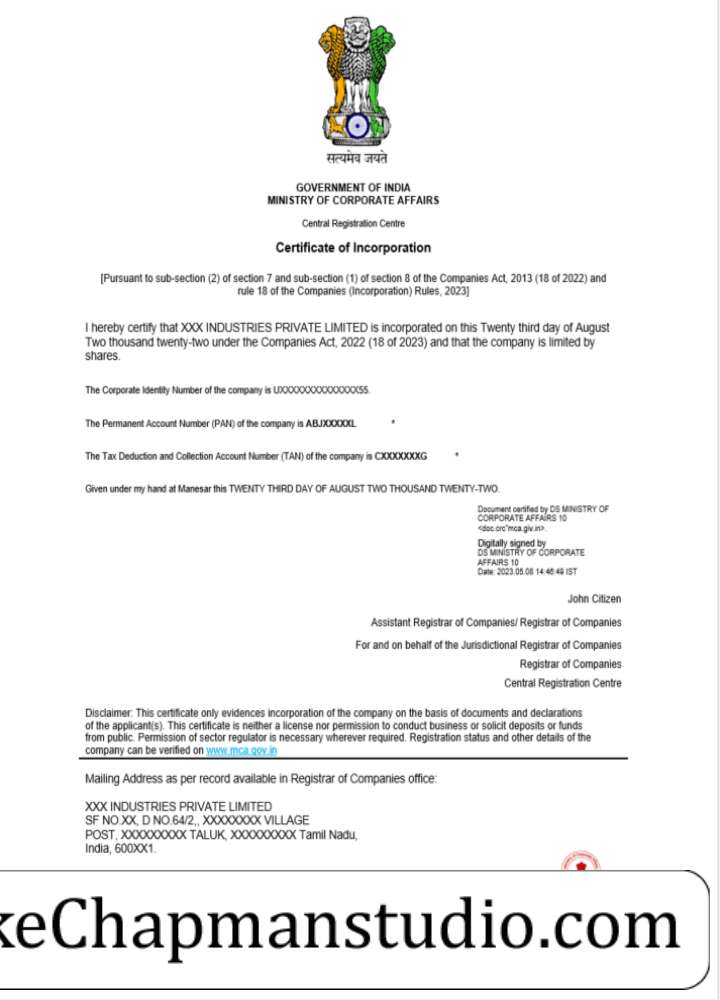 सत्यमेव जयते
GOVERNMENT OF INDIA
MINISTRY OF CORPORATE AFFAIRS
Central Registration Centre
Certificate of Incorporation
[Pursuant to sub-section (2) of section 7 and sub-section (1) of section 8 of the Companies Act, 2013 (18 of 2022) and
rule 18 of the Companies (Incorporation) Rules, 2023]
I hereby certify that XXX INDUSTRIES PRIVATE LIMITED is incorporated on this Twenty third day of August
Two thousand twenty-two under the Companies Act, 2022 (18 of 2023) and that the company is limited by
shares.
The Corporate Identity Number of the company is UXXXXXXXXXXXXXX55.
The Permanent Account Number (PAN) of the company is ABJXXXXXL *
The Tax Deduction and Collection Account Number (TAN) of the company is CXXXXXXXG *
Given under my hand at Manesar this TWENTY THIRD DAY OF AUGUST TWO THOUSAND TWENTY-TWO.
Document certified by DS MINISTRY OF
CORPORATE AFFAIRS 10
<doc.crc"mca.giv.in>.
Digitally signed by
DS MINISTRY OF CORPORATE
AFFAIRS 10
Date: 2023.05.08 14:46:49 IST
John Citizen
Assistant Registrar of Companies/ Registrar of Companies
For and on behalf of the Jurisdictional Registrar of Companies
Registrar of Companies
Central Registration Centre
Disclaimer: This certificate only evidences incorporation of the company on the basis of documents and declarations
of the applicant(s). This certificate is neither a license nor permission to conduct business or solicit deposits or funds
from public. Permission of sector regulator is necessary wherever required. Registration status and other details of the
company can be verified on www.mca.gov.in
Mailing Address as per record available in Registrar of Companies office:
XXX INDUSTRIES PRIVATE LIMITED
SF NO.XX, D NO.64/2,, XXXXXXXX VILLAGE
POST, XXXXXXXXX TALUK, XXXXXXXXX Tamil Nadu,
India, 600XX1.
keChapmanstudio.com